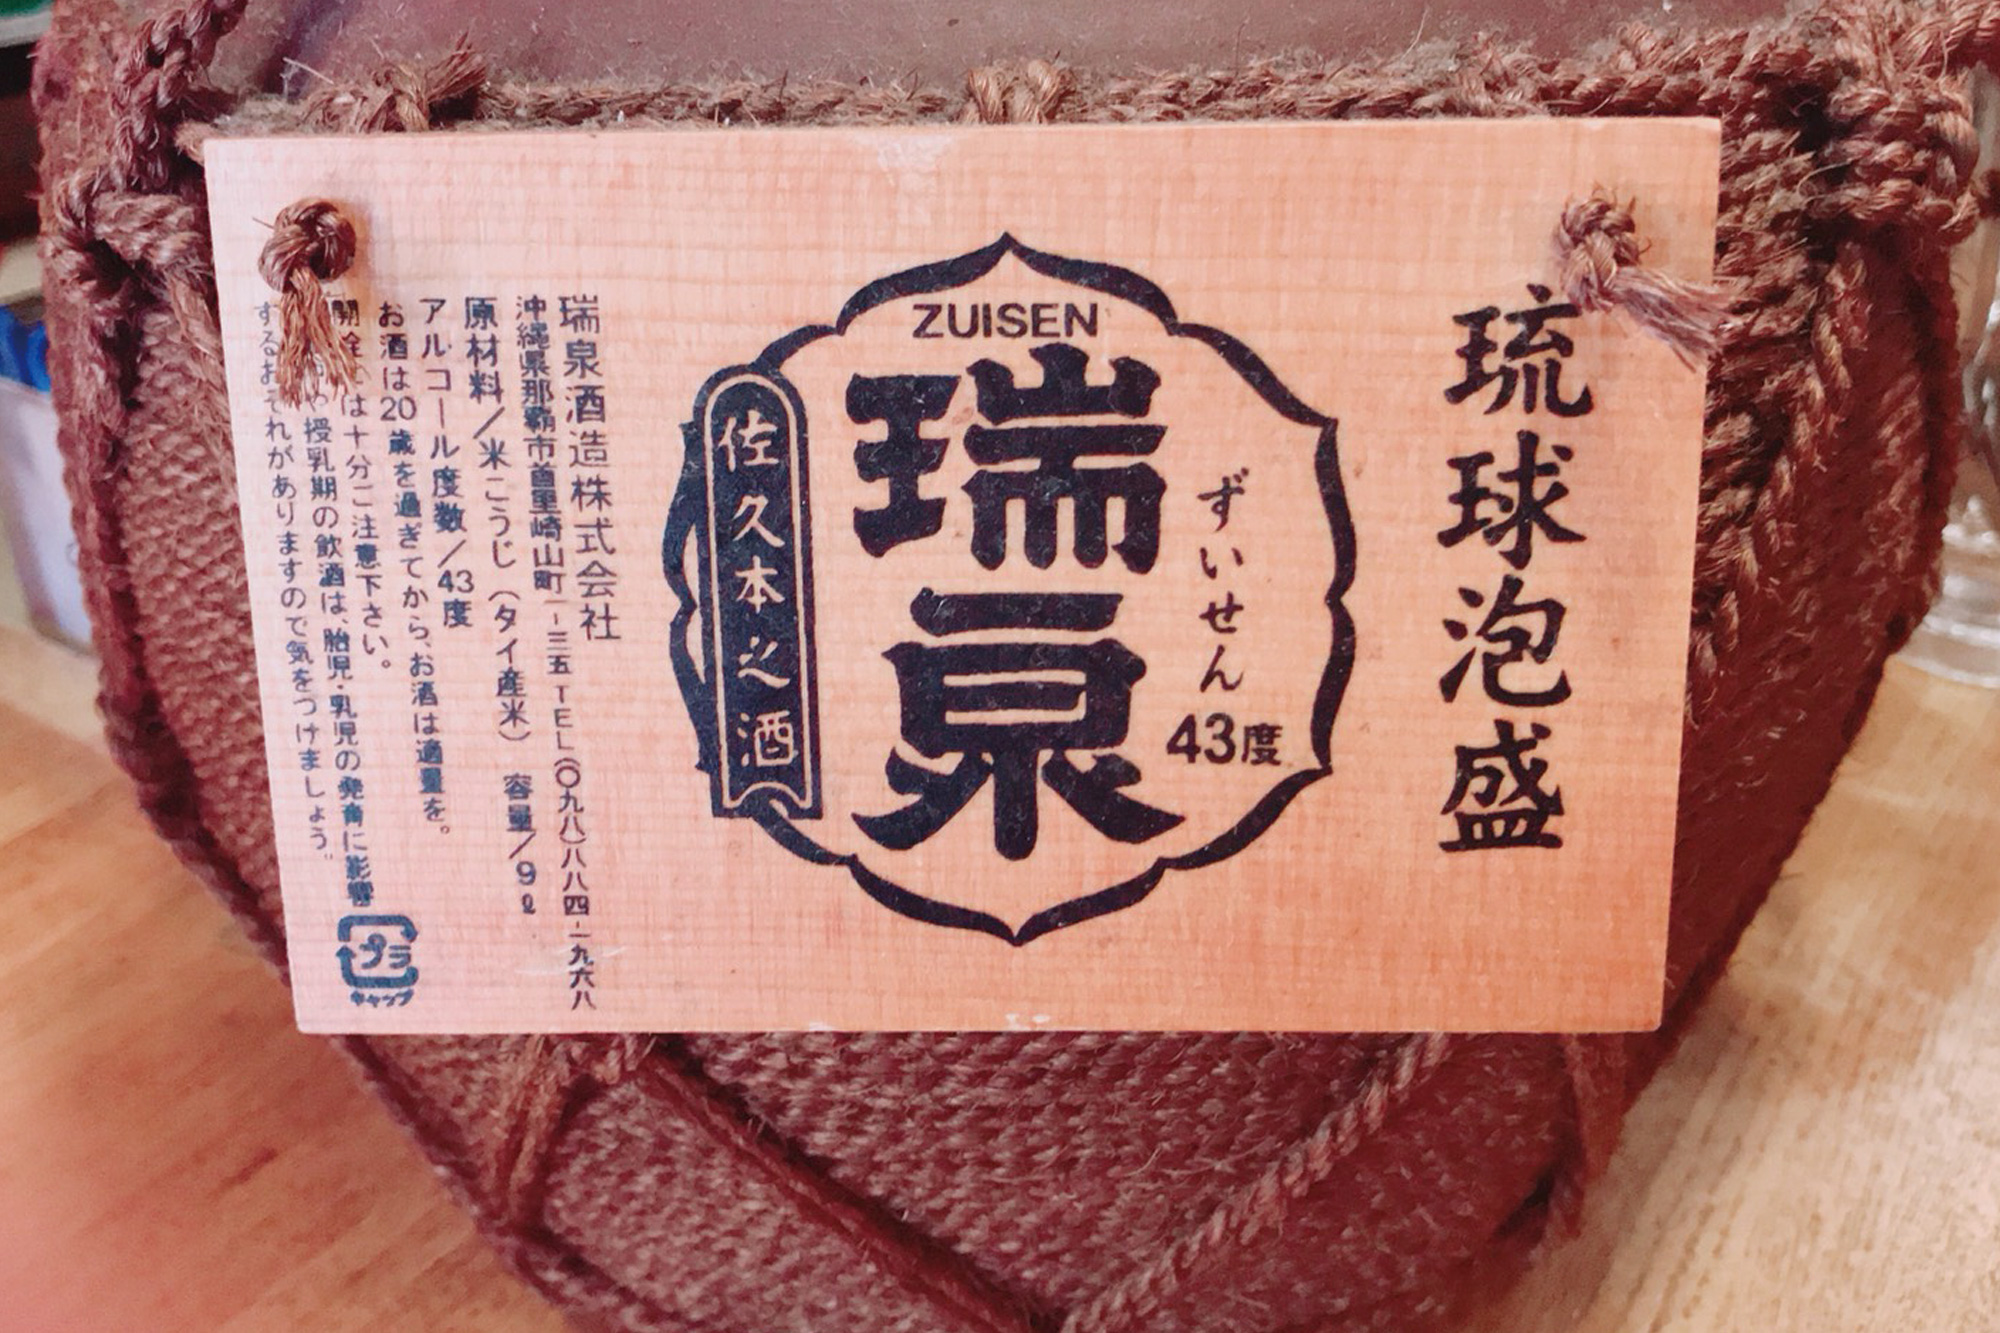 琉球泡盛
ZUISEN
ずいせん
43度
瑞泉
佐久本之酒
瑞泉酒造株式会社
沖縄県那覇市首里崎山町一-三五 TEL(〇九八)八八四-一九六八
原材料/米こうじ(タイ産米) 容量/9ℓ
アルコール度数/43度
お酒は20歳を過ぎてから、お酒は適量を。
開栓 は十分ご注意下さい。
や授乳期の飲酒は、胎児・乳児の発育に影響
するおそれがありますので気をつけましょう。
プラ
キャップ